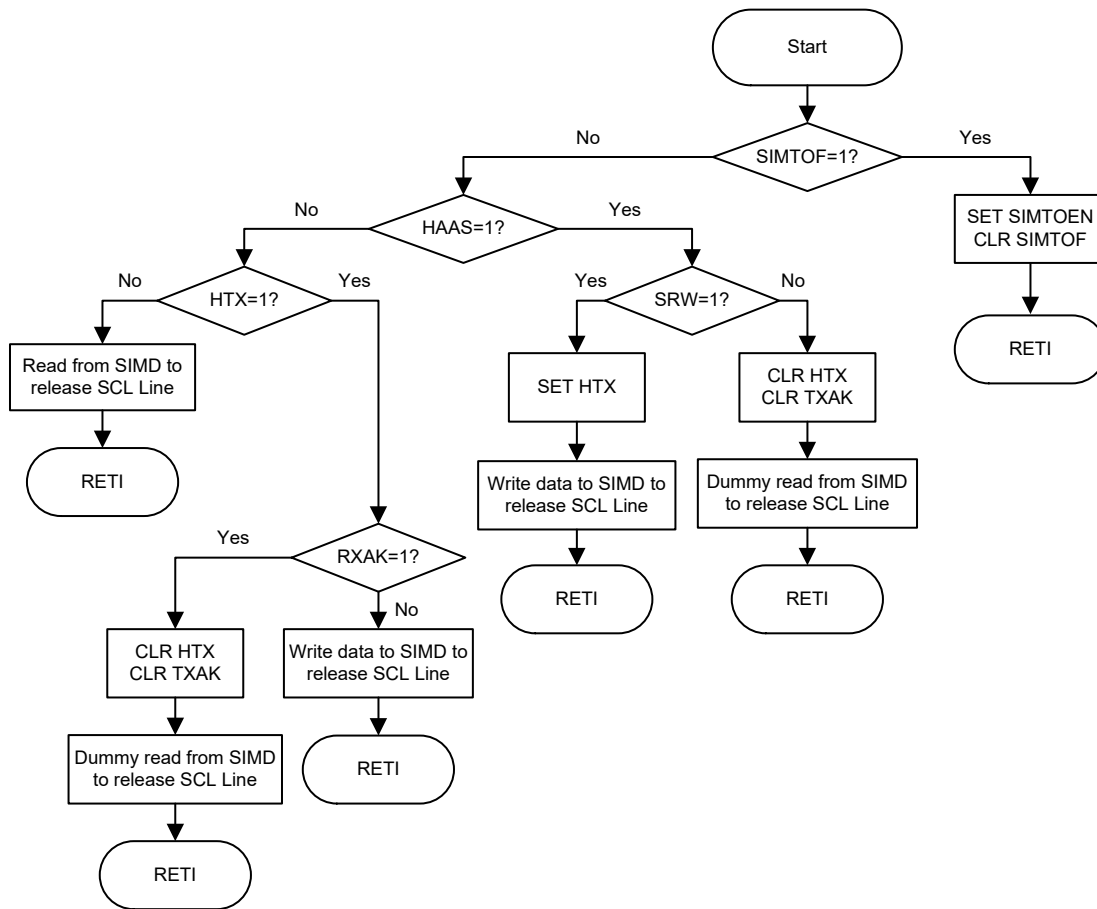 Start
No
SIMTOF=1?
Yes
No
HAAS=1?
Yes
SET SIMTOEN
CLR SIMTOF
No
HTX=1?
Yes
Yes
SRW=1?
No
RETI
Read from SIMD to
release SCL Line
SET HTX
CLR HTX
CLR TXAK
RETI
Write data to SIMD to
release SCL Line
Dummy read from SIMD
to release SCL Line
Yes
RXAK=1?
RETI
RETI
No
CLR HTX
CLR TXAK
Write data to SIMD to
release SCL Line
Dummy read from SIMD
to release SCL Line
RETI
RETI